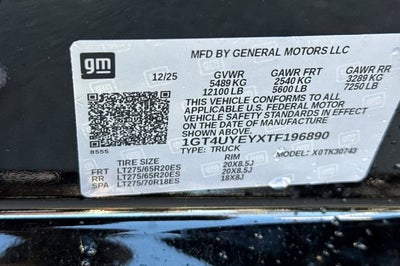 gm
MFD BY GENERAL MOTORS LLC
12/25 GVWR GAWR FRT GAWR RR
5489 KG 2540 KG 3289 KG
12100 LB 5600 LB 7250 LB
THIS VEHICLE CONFORMS TO ALL
APPLICABLE U.S. FEDERAL MOTOR
VEHICLE SAFETY STANDARDS IN EFFECT
ON THE DATE OF MANUFACTURE
SHOWN ABOVE.
1GT4UYEYXTF196890
8555 TYPE: TRUCK MODEL: X0TK30743
TIRE SIZE RIM
FRT LT275/65R20ES 20X8.5J
RR LT275/65R20ES 20X8.5J
SPA LT275/70R18ES 18X8J